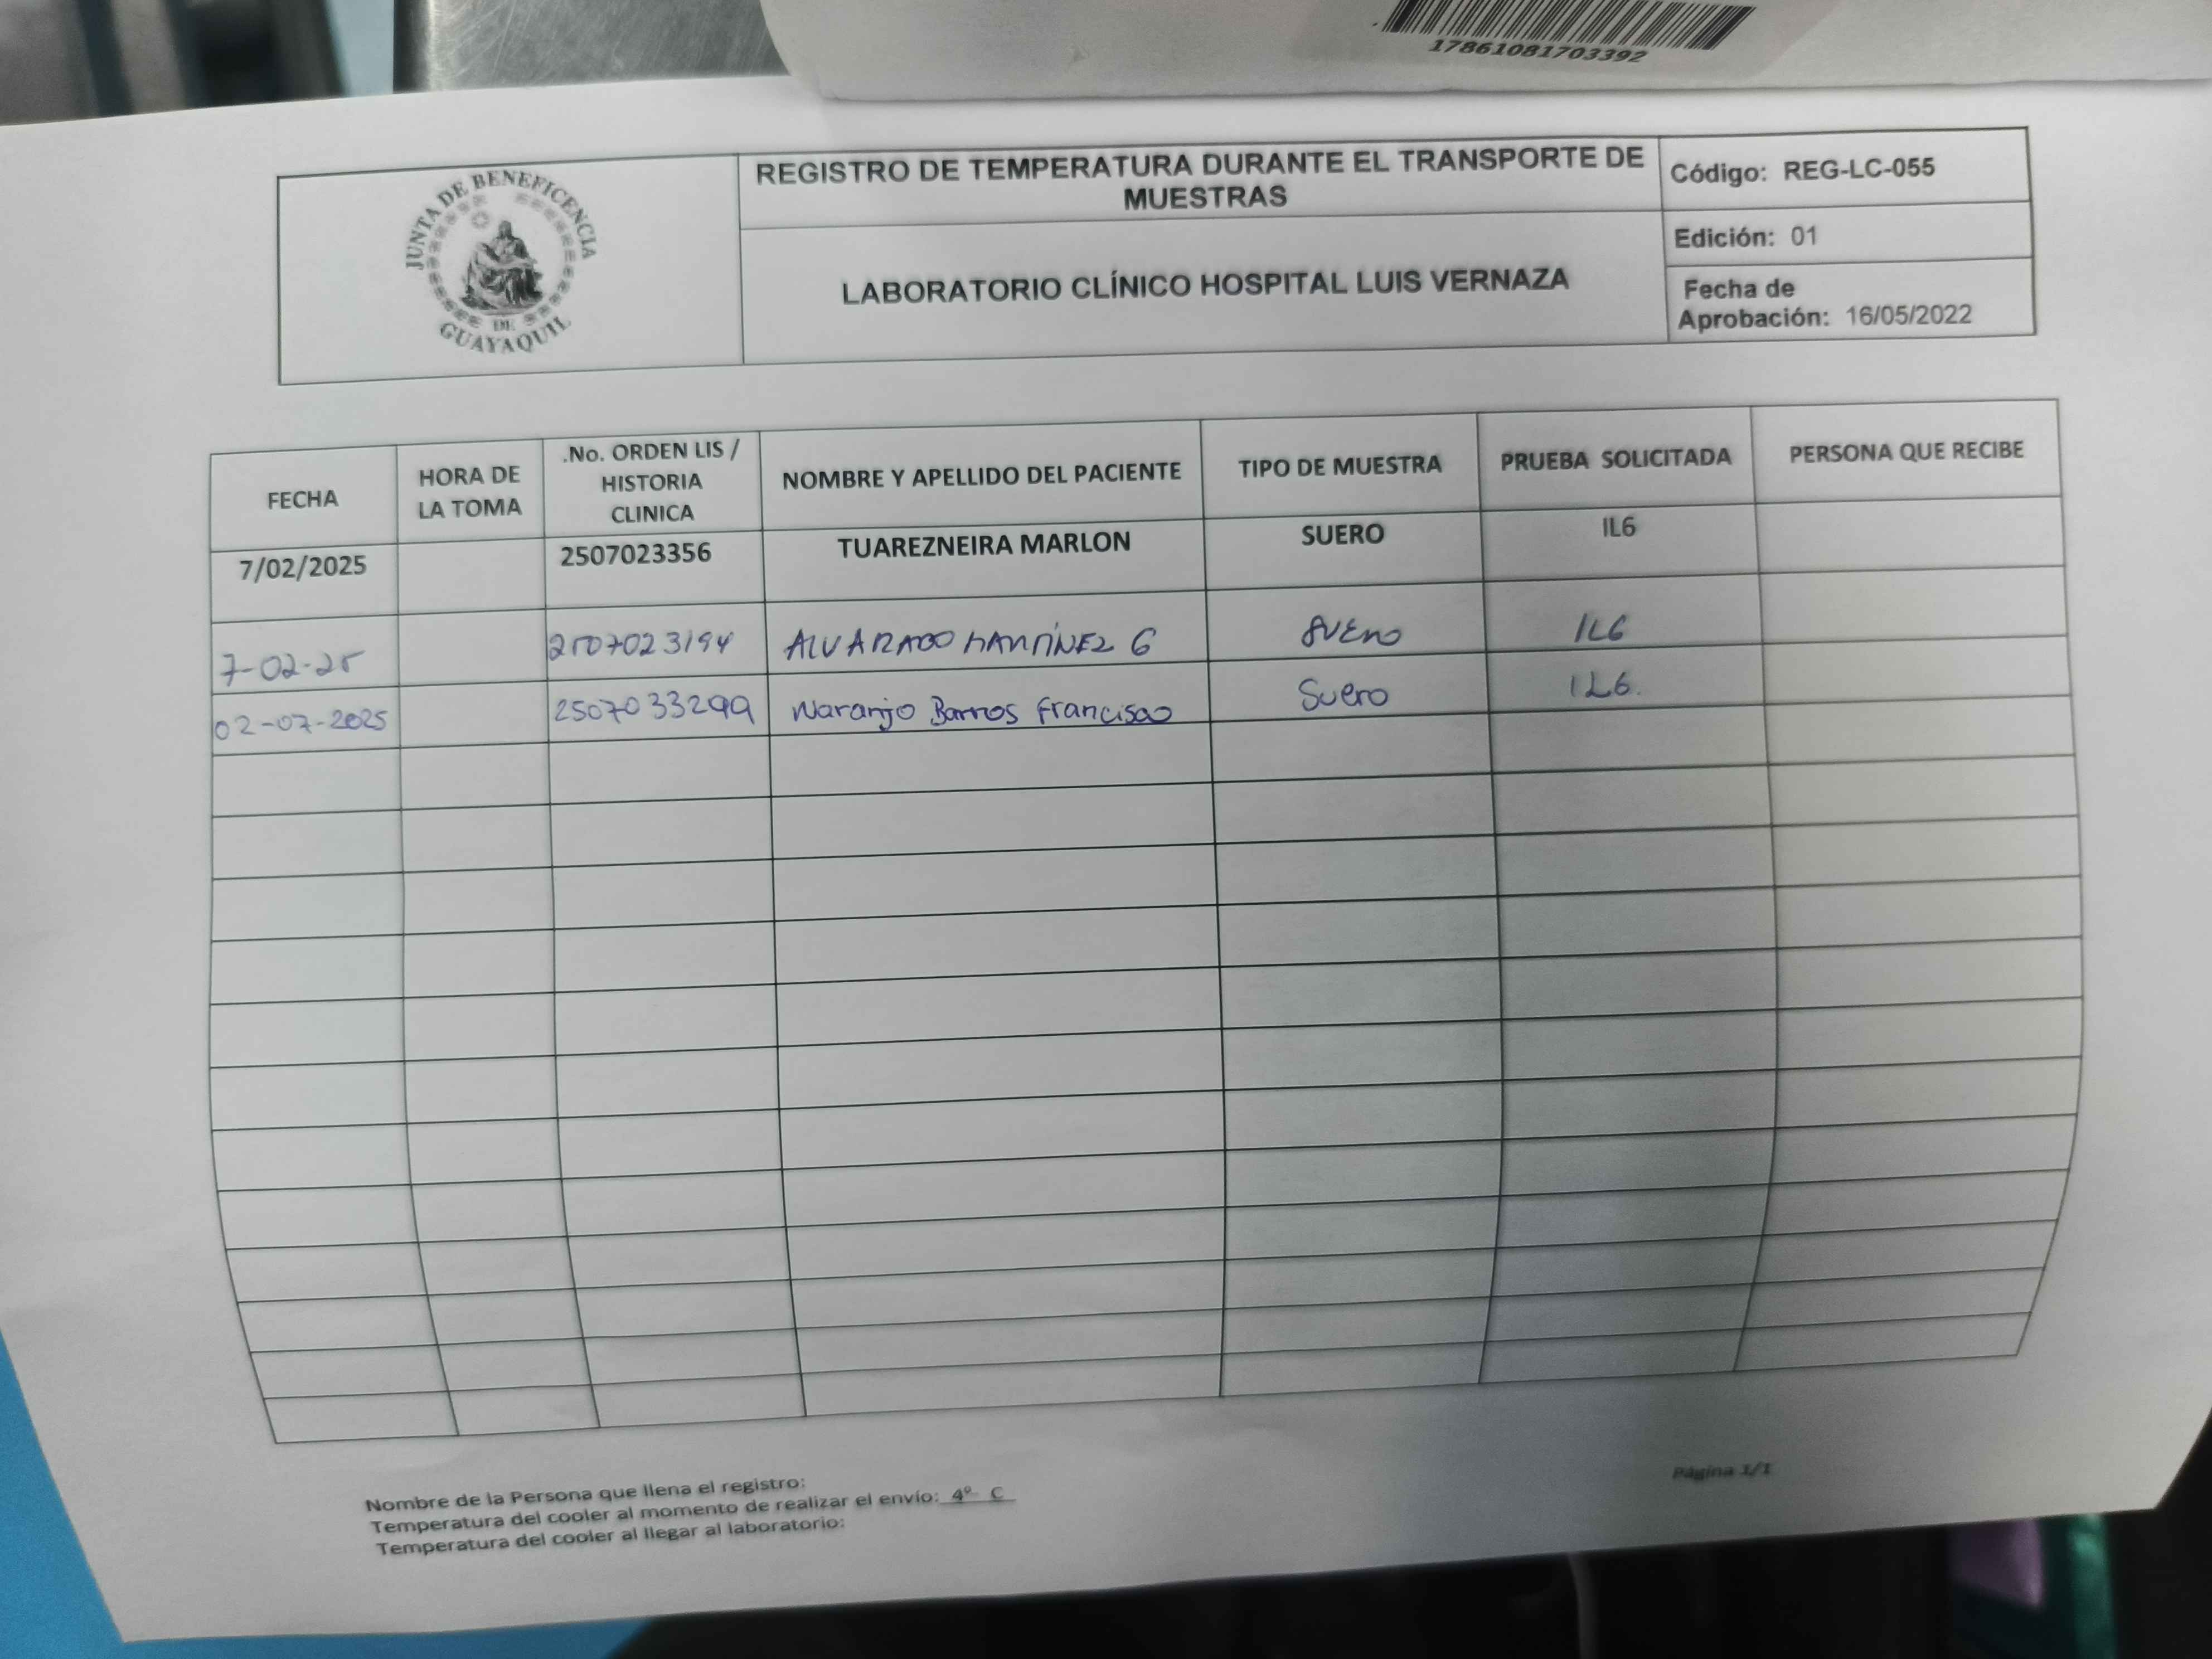 17861081703392
JUNTA DE BENEFICENCIA
DE
GUAYAQUIL
REGISTRO DE TEMPERATURA DURANTE EL TRANSPORTE DE
MUESTRAS
LABORATORIO CLÍNICO HOSPITAL LUIS VERNAZA
Código: REG-LC-055
Edición: 01
Fecha de
Aprobación: 16/05/2022
FECHA
HORA DE
LA TOMA
.No. ORDEN LIS /
HISTORIA
CLINICA
NOMBRE Y APELLIDO DEL PACIENTE
TIPO DE MUESTRA
PRUEBA SOLICITADA
PERSONA QUE RECIBE
7/02/2025 2507023356 TUAREZNEIRA MARLON SUERO IL6
7-02-25 2507023194 ALVARADO MARTÍNEZ G SUERO IL6
02-07-2025 2507033299 Naranjo Barros Francisco Suero IL6.
Nombre de la Persona que llena el registro:
Temperatura del cooler al momento de realizar el envío: 4° C
Temperatura del cooler al llegar al laboratorio:
Página 1/1